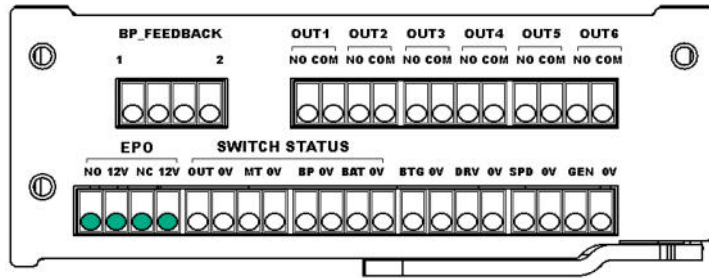 BP_FEEDBACK OUT1 OUT2 OUT3 OUT4 OUT5 OUT6
1 2 NO COM NO COM NO COM NO COM NO COM NO COM
EPO SWITCH STATUS
NO 12V NC 12V OUT 0V MT 0V BP 0V BAT 0V BTG 0V DRV 0V SPD 0V GEN 0V